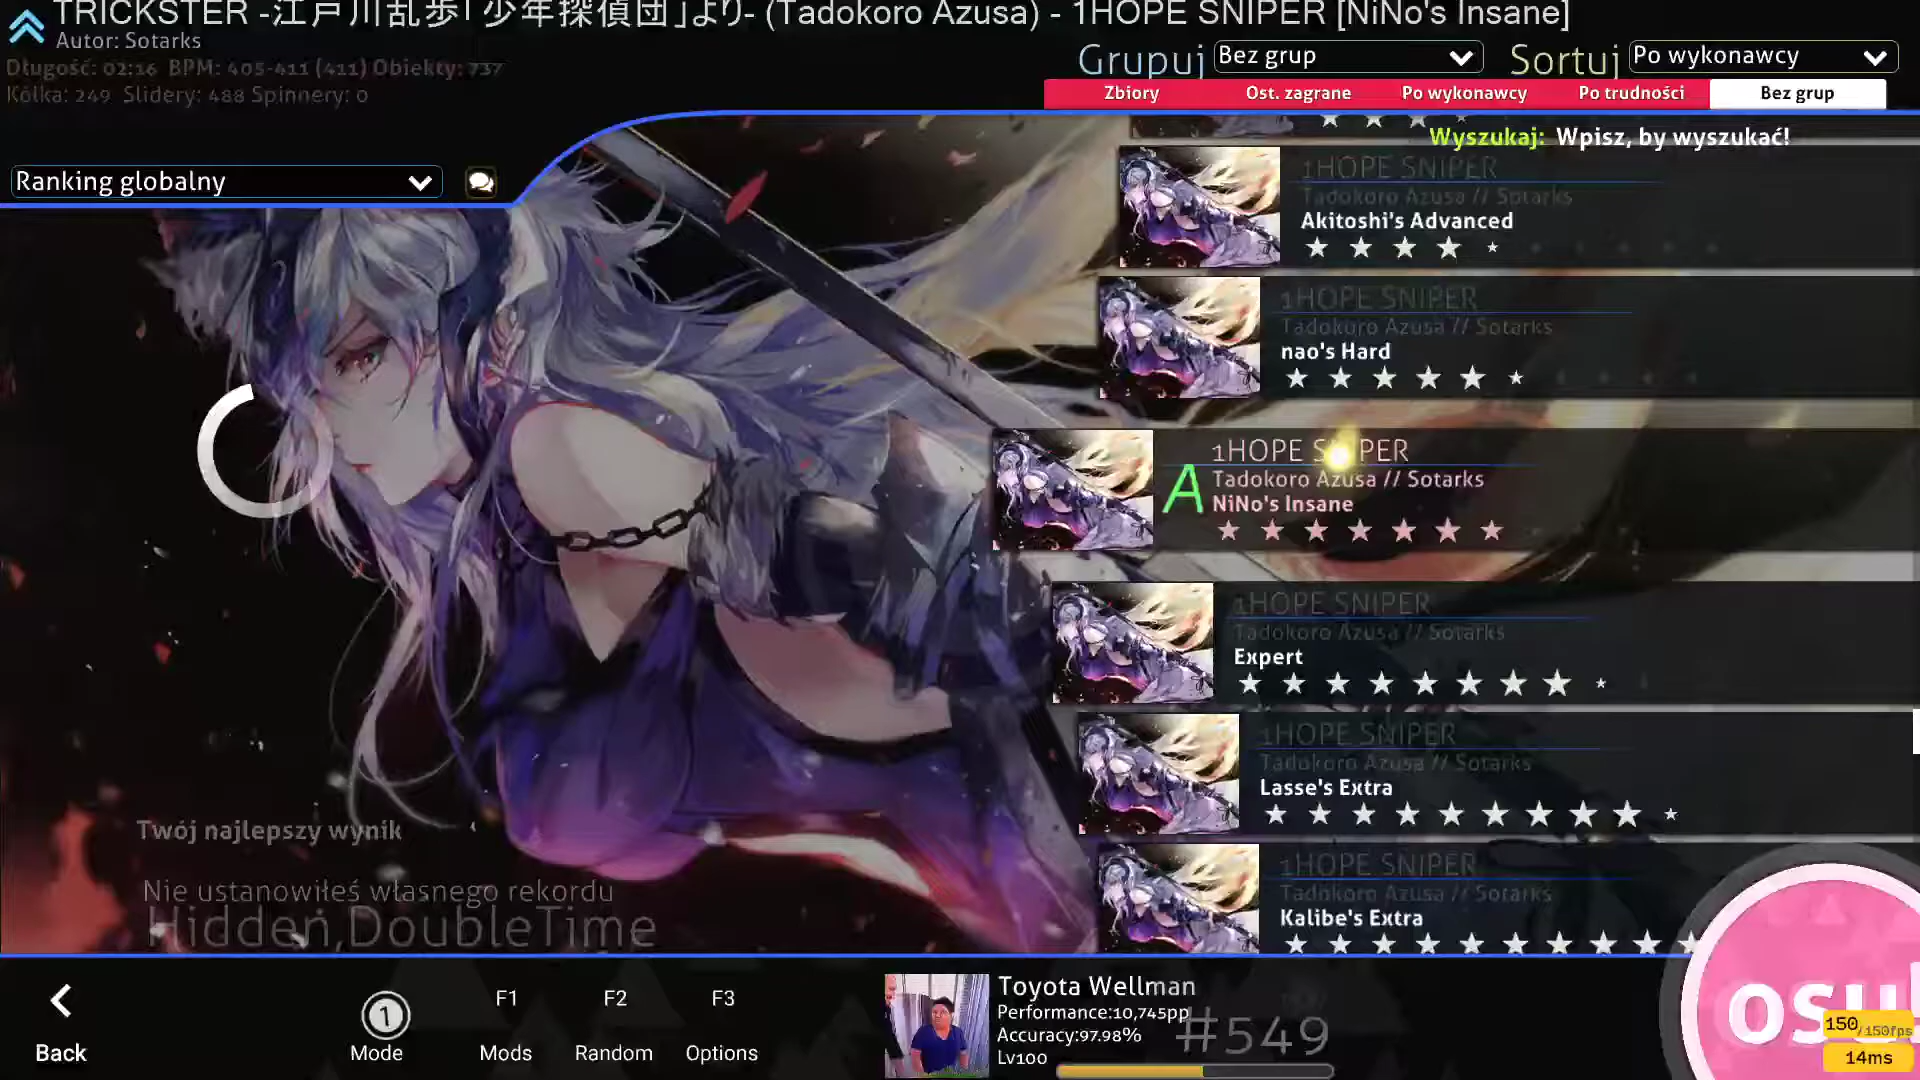 TRICKSTER -江戸川乱歩「少年探偵団」より- (Tadokoro Azusa) - 1HOPE SNIPER [NiNo's Insane]
Autor: Sotarks
Długość: 02:16 BPM: 405-411 (411) Obiekty: 737
Kółka: 249 Slidery: 488 Spinnery: 0
Grupuj Bez grup Sortuj Po wykonawcy
Zbiory Ost. zagrane Po wykonawcy Po trudności Bez grup
Wyszukaj: Wpisz, by wyszukać!
Ranking globalny
1HOPE SNIPER
Tadokoro Azusa // Sotarks
Akitoshi's Advanced
1HOPE SNIPER
Tadokoro Azusa // Sotarks
nao's Hard
A
1HOPE SNIPER
Tadokoro Azusa // Sotarks
NiNo's Insane
1HOPE SNIPER
Tadokoro Azusa // Sotarks
Expert
1HOPE SNIPER
Tadokoro Azusa // Sotarks
Lasse's Extra
1HOPE SNIPER
Tadokoro Azusa // Sotarks
Kalibe's Extra
Twój najlepszy wynik
Nie ustanowiłeś własnego rekordu
Hidden,DoubleTime
Back
1
Mode
F1
Mods
F2
Random
F3
Options
Toyota Wellman
Performance:10,745pp
Accuracy:97.98%
Lv100
#549
osu!
150/150fps
14ms